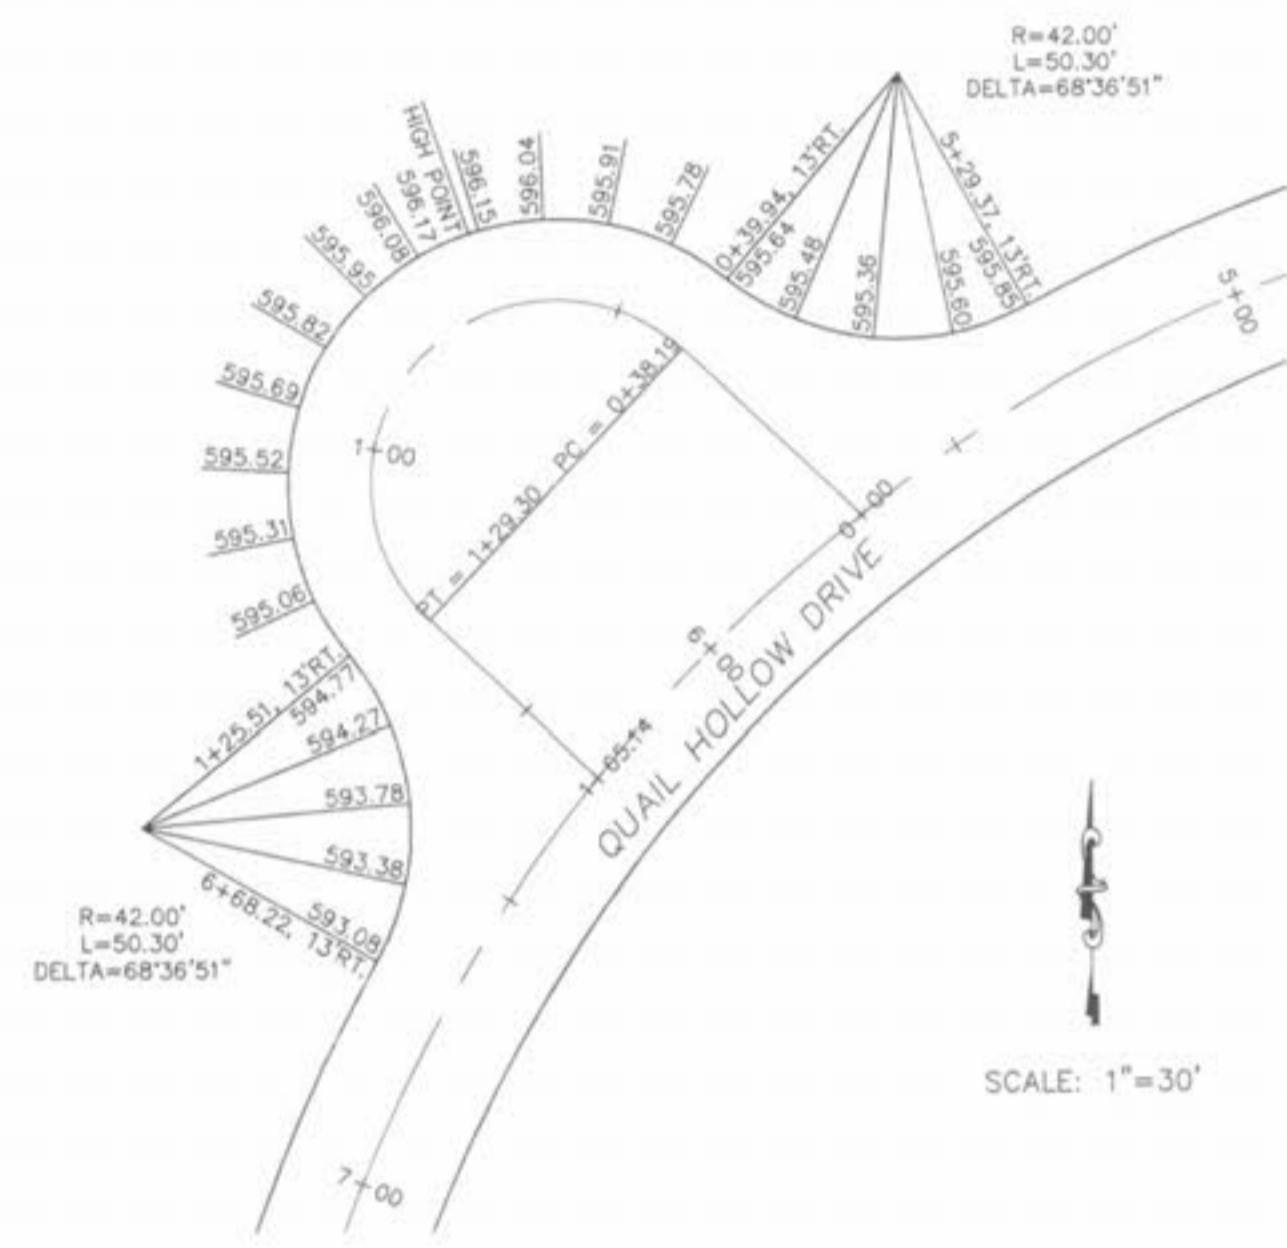 R=42.00'
L=50.30'
DELTA=68°36'51"
HIGH POINT
596.17
596.15
596.04
595.91
595.78
596.08
595.95
595.82
595.69
595.52
595.31
595.06
0+39.94, 13'RT.
595.64
595.48
595.36
595.60
5+29.37, 13'RT.
595.85
5+00
1+00
PT = 1+29.30 PC = 0+38.19
0+00
6+00
QUAIL HOLLOW DRIVE
1+25.51, 13'RT.
594.77
594.27
593.78
593.38
593.08
6+68.22, 13'RT.
R=42.00'
L=50.30'
DELTA=68°36'51"
7+00
SCALE: 1"=30'